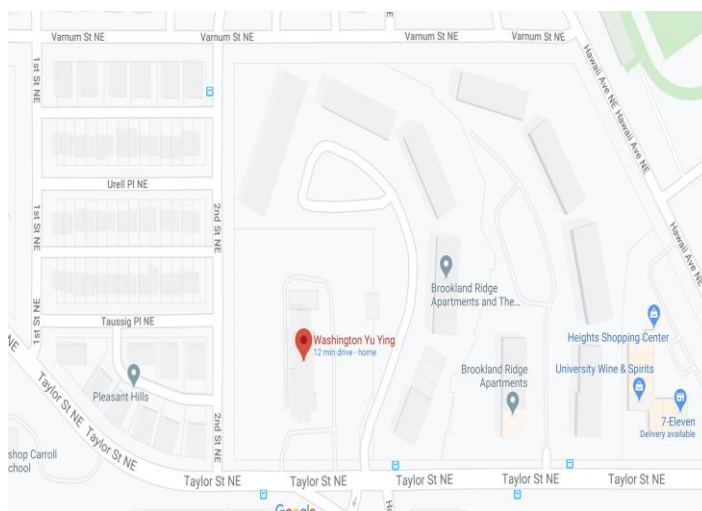 Varnum St NE
Varnum St NE
Varnum St NE
Varnum St NE
1st St NE
Hawaii Ave NE
Hawaii Ave NE
Urell Pl NE
1st St NE
2nd St NE
Hawaii Ave NE
Brookland Ridge
Apartments and The...
1st St NE
Taussig Pl NE
Washington Yu Ying
12 min drive - home
Heights Shopping Center
NE
University Wine & Spirits
Brookland Ridge
Apartments
Pleasant Hills
Taylor St NE
2nd St NE
7-Eleven
Delivery available
Taylor St NE
shop Carroll
School
Taylor St NE
Taylor St NE
Taylor St NE
Taylor St NE
Google